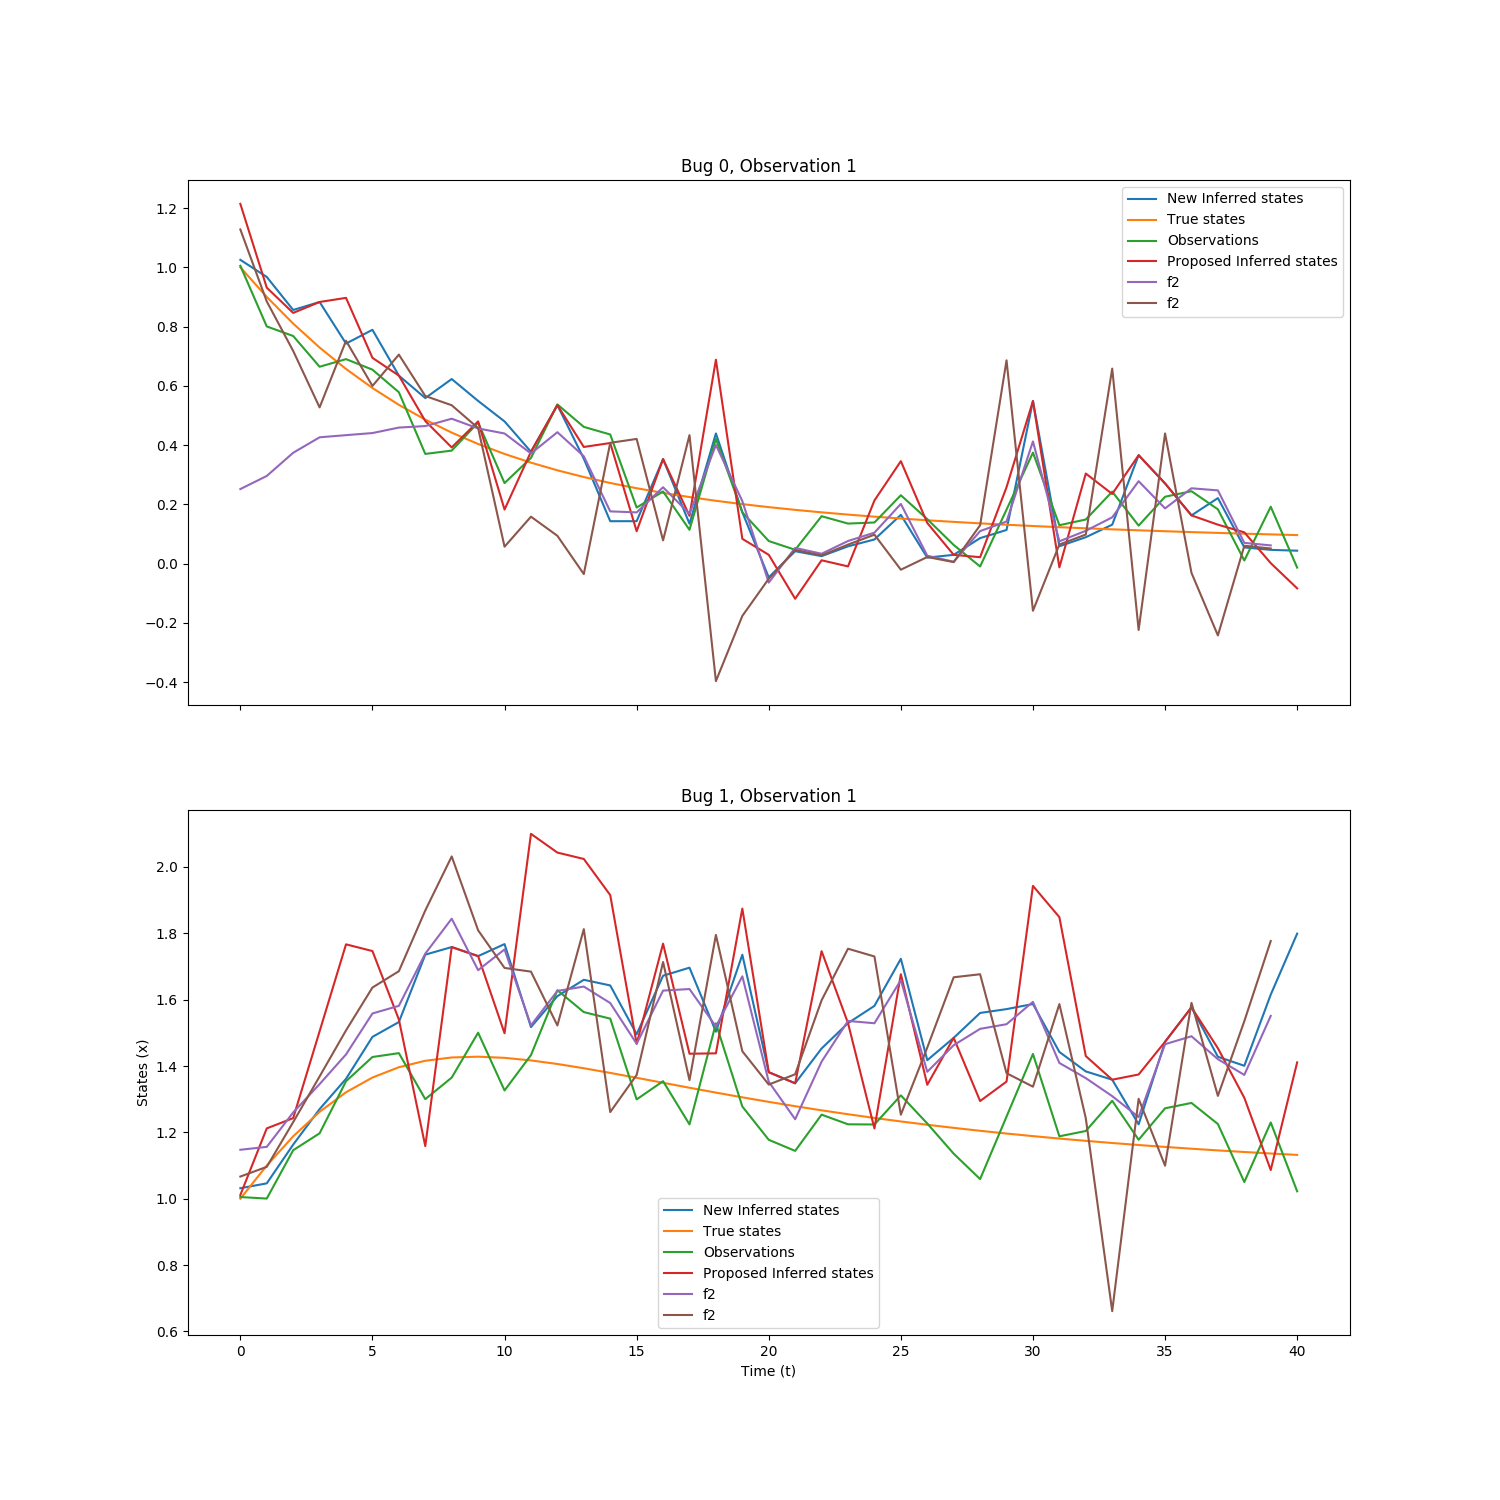 Bug 0, Observation 1
1.2
1.0
0.8
0.6
0.4
0.2
0.0
−0.2
−0.4
New Inferred states
True states
Observations
Proposed Inferred states
f2
f2
Bug 1, Observation 1
States (x)
2.0
1.8
1.6
1.4
1.2
1.0
0.8
0.6
New Inferred states
True states
Observations
Proposed Inferred states
f2
f2
0 5 10 15 20 25 30 35 40
Time (t)